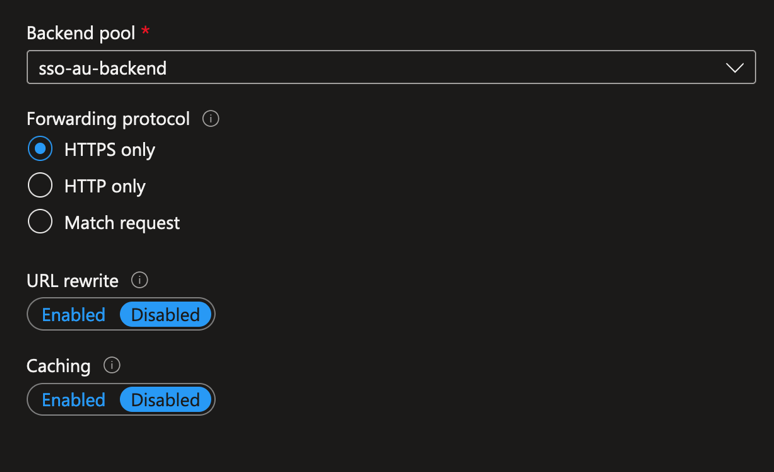 Backend pool *
sso-au-backend
Forwarding protocol
HTTPS only
HTTP only
Match request
URL rewrite
Enabled Disabled
Caching
Enabled Disabled